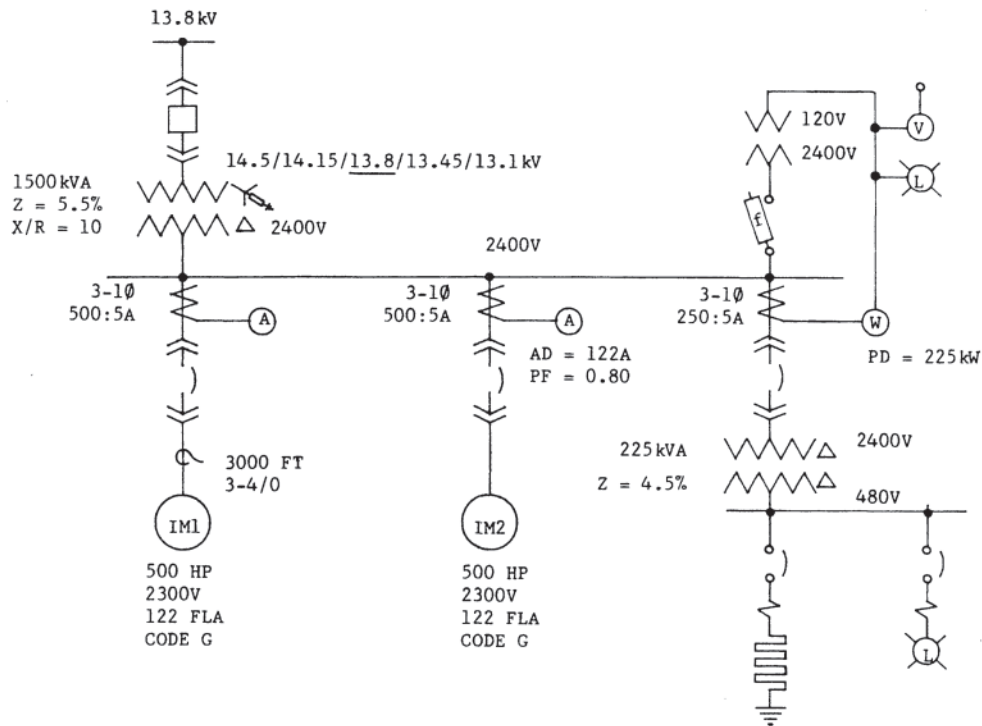 13.8kV
120V
V
14.5/14.15/13.8/13.45/13.1kV
2400V
L
1500kVA
Z = 5.5%
X/R = 10
Δ 2400V
f
2400V
3-1Ø
500:5A
A
3-1Ø
500:5A
A
3-1Ø
250:5A
W
AD = 122A
PF = 0.80
PD = 225kW
3000 FT
3-4/0
225kVA
Z = 4.5%
Δ 2400V
Δ
480V
IM1
500 HP
2300V
122 FLA
CODE G
IM2
500 HP
2300V
122 FLA
CODE G
L